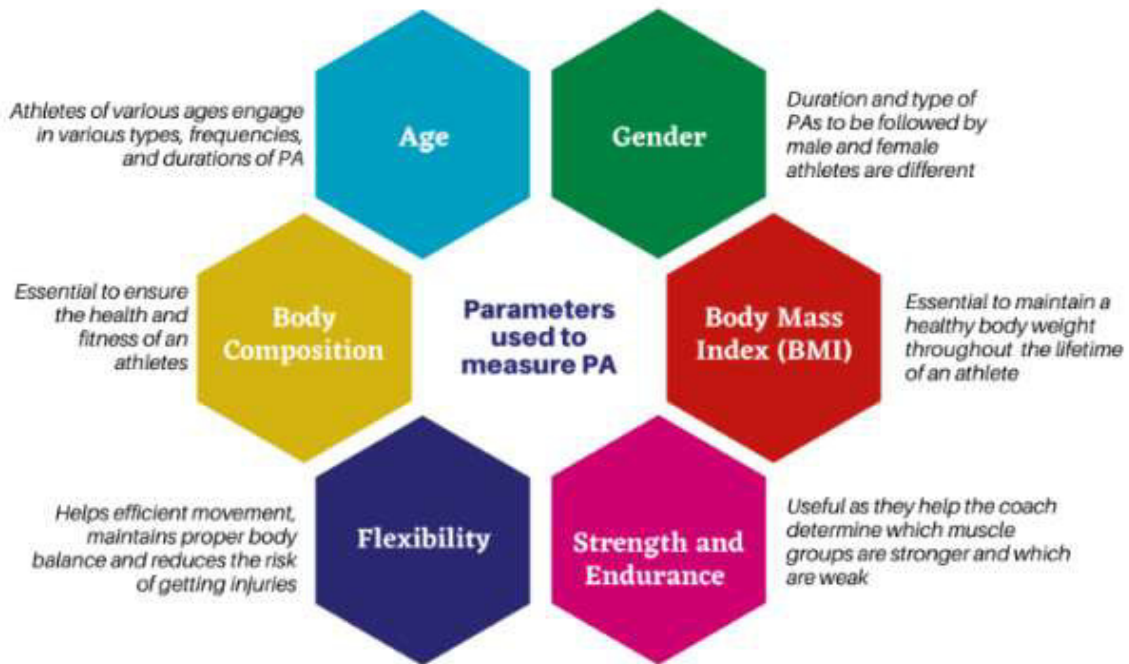 Athletes of various ages engage
in various types, frequencies,
and durations of PA
Age
Gender
Duration and type of
PAs to be followed by
male and female
athletes are different
Essential to ensure
the health and
fitness of an
athletes
Body
Composition
Parameters
used to
measure PA
Body Mass
Index (BMI)
Essential to maintain a
healthy body weight
throughout the lifetime
of an athlete
Helps efficient movement,
maintains proper body
balance and reduces the risk
of getting injuries
Flexibility
Strength and
Endurance
Useful as they help the coach
determine which muscle
groups are stronger and which
are weak